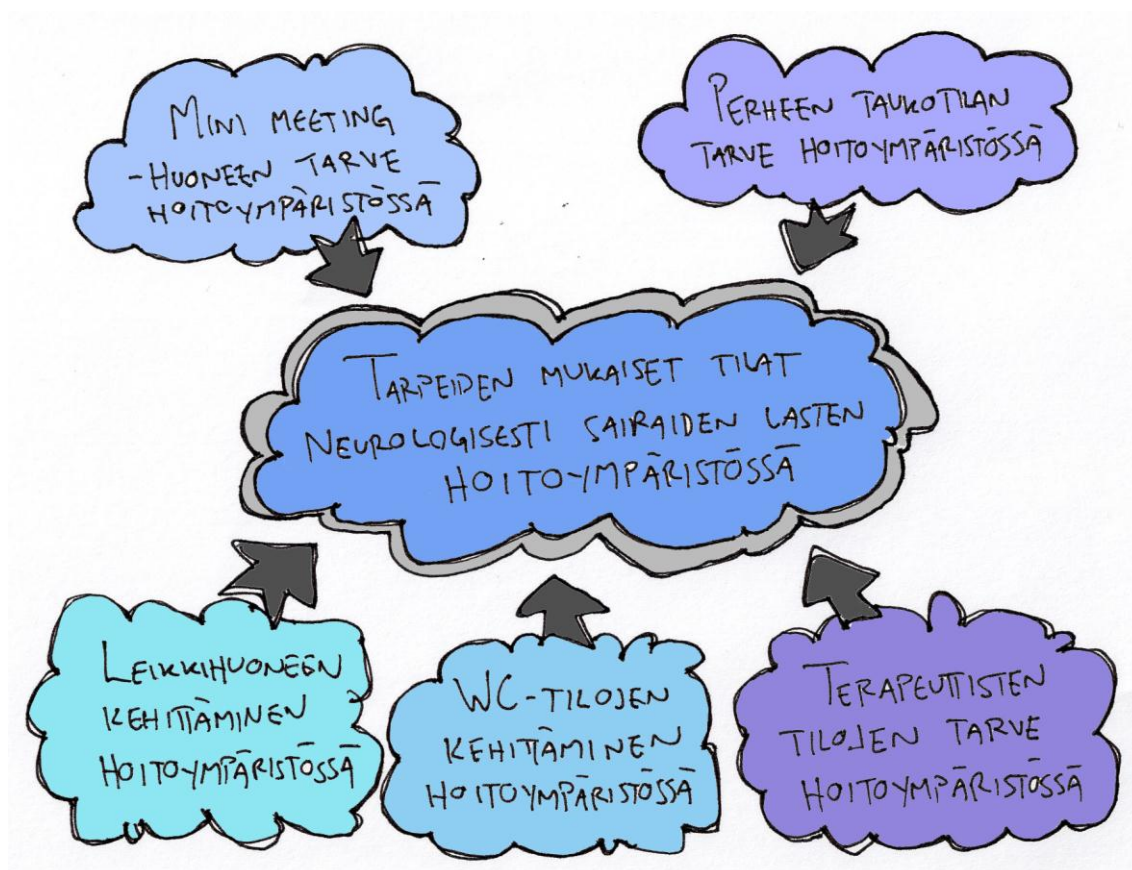 MINI MEETING
-HUONEEN TARVE
HOITOYMPÄRISTÖSSÄ
PERHEEN TAUKOTILAN
TARVE HOITOYMPÄRISTÖSSÄ
TARPEIDEN MUKAISET TILAT
NEUROLOGISESTI SAIRAIDEN LASTEN
HOITOYMPÄRISTÖSSÄ
LEIKKIHUONEEN
KEHITTÄMINEN
HOITOYMPÄRISTÖSSÄ
WC-TILOJEN
KEHITTÄMINEN
HOITOYMPÄRISTÖSSÄ
TERAPEUTTISTEN
TILOJEN TARVE
HOITOYMPÄRISTÖSSÄ